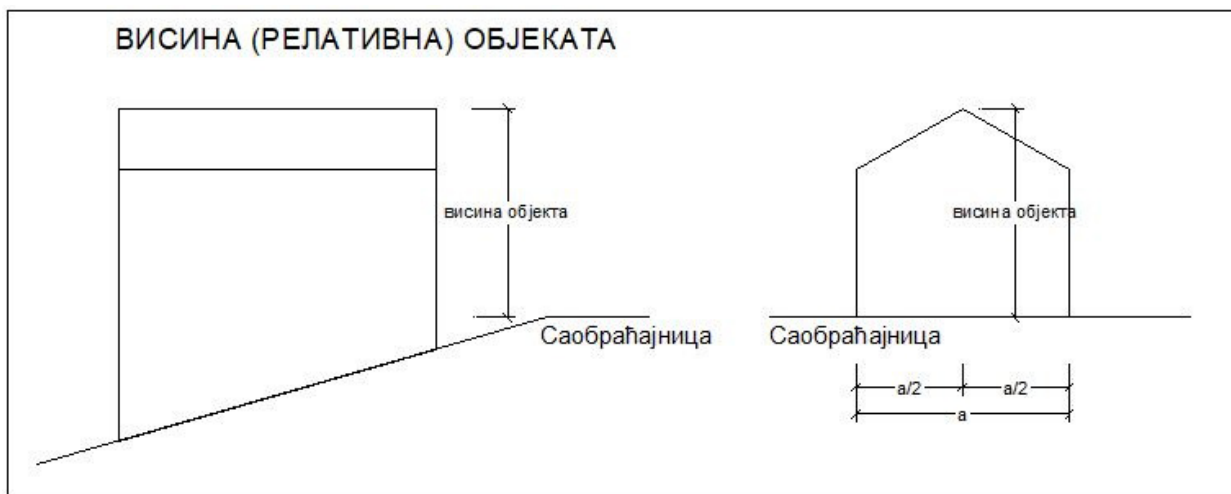 ВИСИНА (РЕЛАТИВНА) ОБЈЕКАТА
висина објекта
Саобраћајница
висина објекта
Саобраћајница
a/2
a/2
a